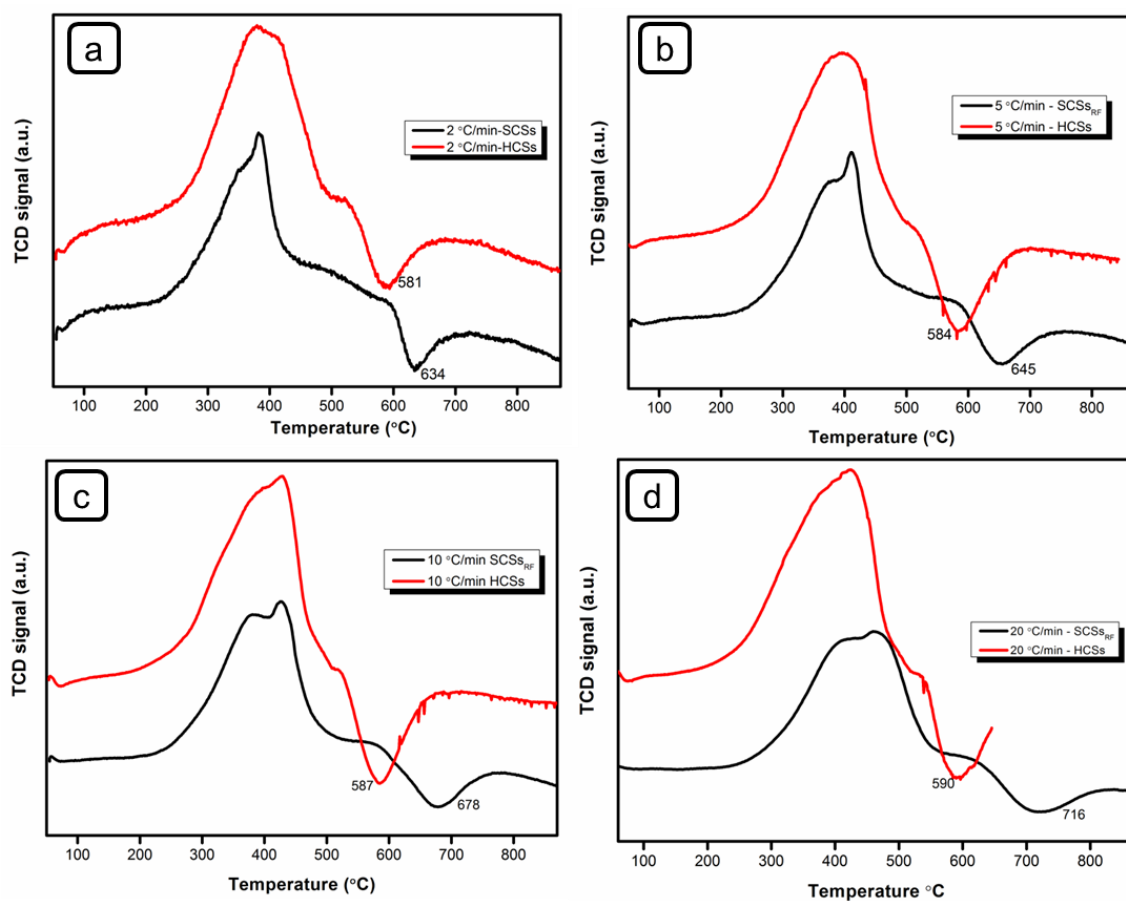 a
TCD signal (a.u.)
2 °C/min-SCSs
2 °C/min-HCSs
581
634
100 200 300 400 500 600 700 800
Temperature (°C)
b
TCD signal (a.u.)
5 °C/min - SCSsRF
5 °C/min - HCSs
584
645
100 200 300 400 500 600 700 800
Temperature (°C)
c
TCD signal (a.u.)
10 °C/min SCSsRF
10 °C/min HCSs
587
678
100 200 300 400 500 600 700 800
Temperature (°C)
d
TCD signal (a.u.)
20 °C/min - SCSsRF
20 °C/min - HCSs
590
716
100 200 300 400 500 600 700 800
Temperature °C